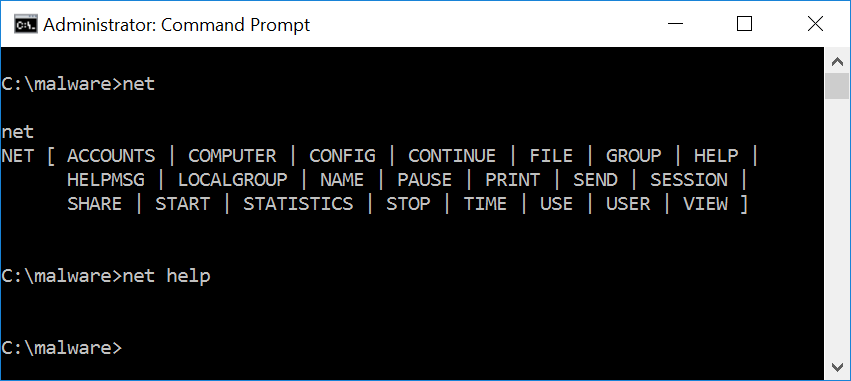 Administrator: Command Prompt
C:\malware>net
net
NET [ ACCOUNTS | COMPUTER | CONFIG | CONTINUE | FILE | GROUP | HELP |
HELPMSG | LOCALGROUP | NAME | PAUSE | PRINT | SEND | SESSION |
SHARE | START | STATISTICS | STOP | TIME | USE | USER | VIEW ]
C:\malware>net help
C:\malware>